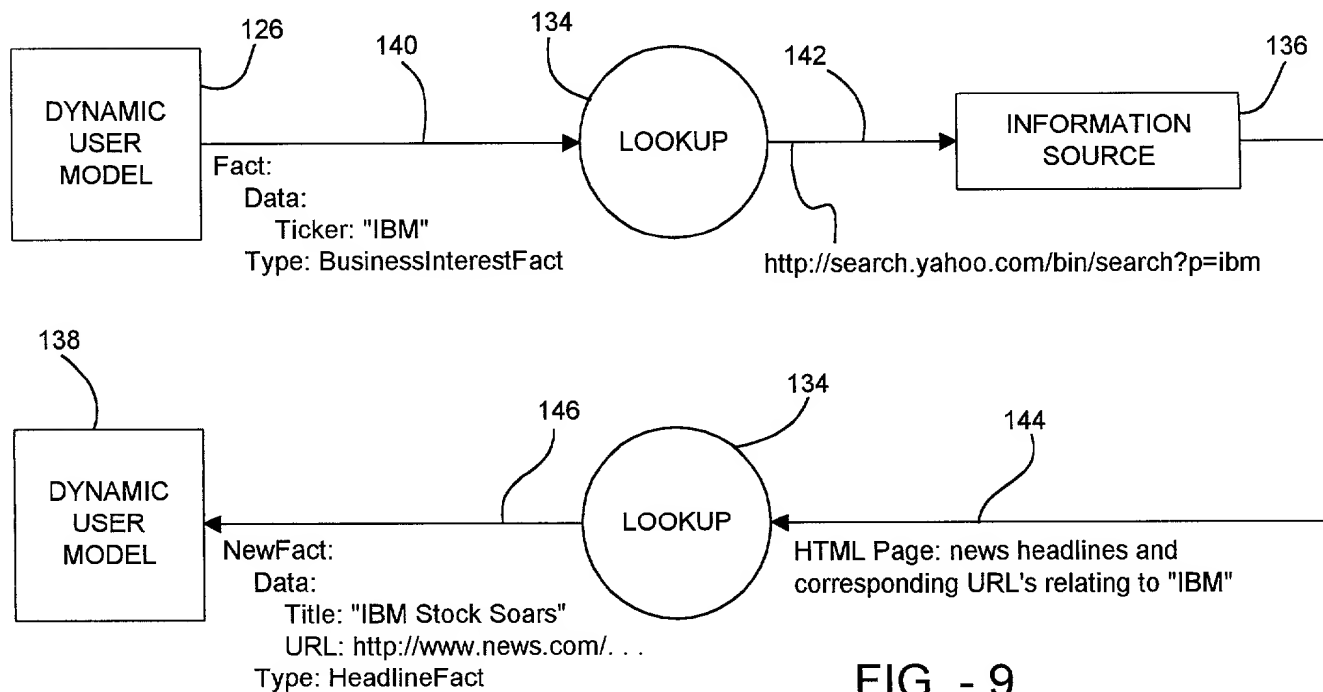 126
140
134
142
136
DYNAMIC
USER
MODEL
LOOKUP
INFORMATION
SOURCE
Fact:
Data:
Ticker: "IBM"
Type: BusinessInterestFact
http://search.yahoo.com/bin/search?p=ibm
138
146
134
144
DYNAMIC
USER
MODEL
LOOKUP
NewFact:
Data:
Title: "IBM Stock Soars"
URL: http://www.news.com/. . .
Type: HeadlineFact
HTML Page: news headlines and
corresponding URL's relating to "IBM"
FIG. - 9